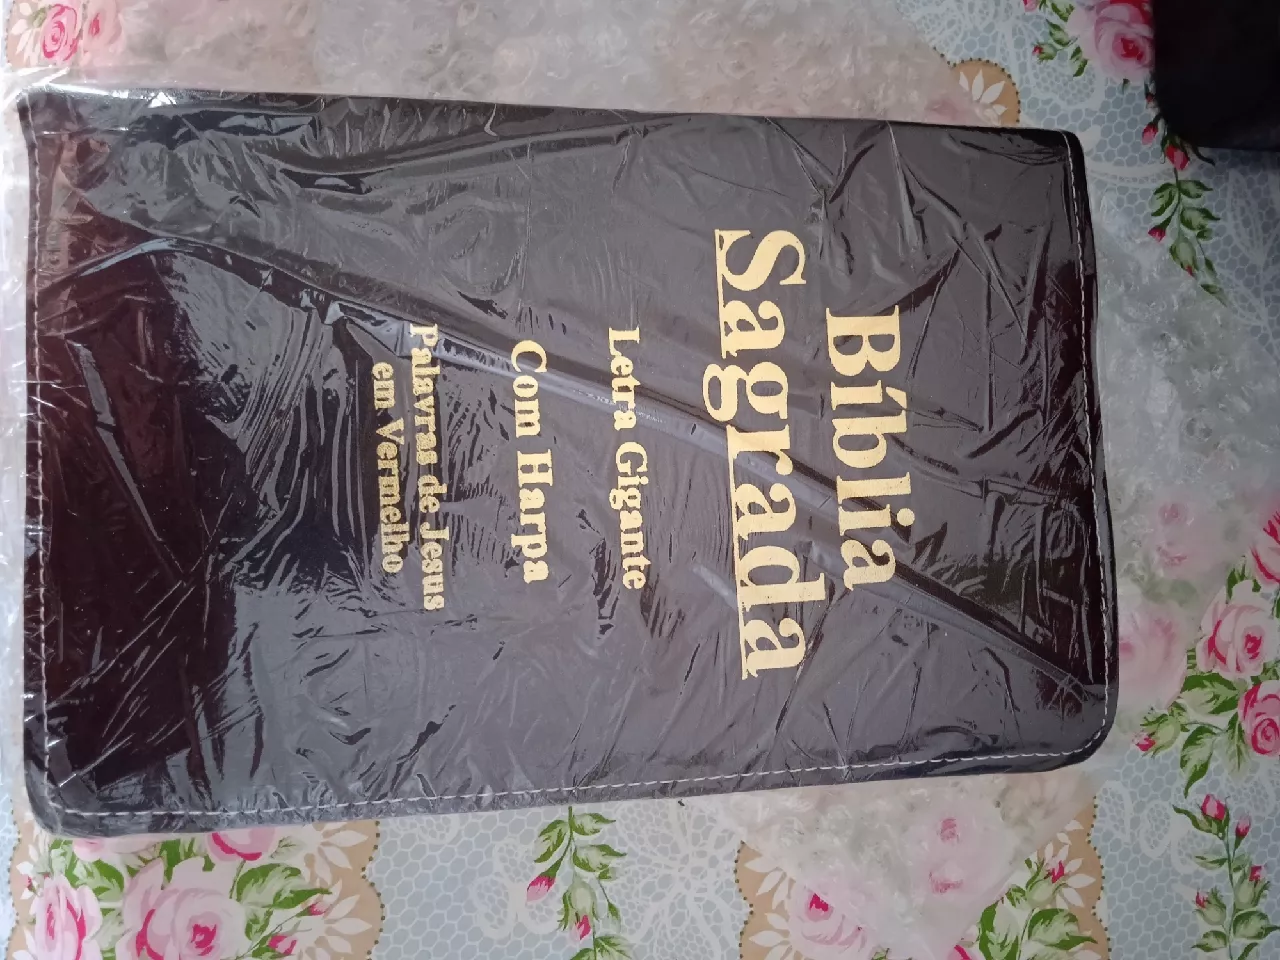 Bíblia
Sagrada
Letra Gigante
Com Harpa
Palavras de Jesus
em Vermelho